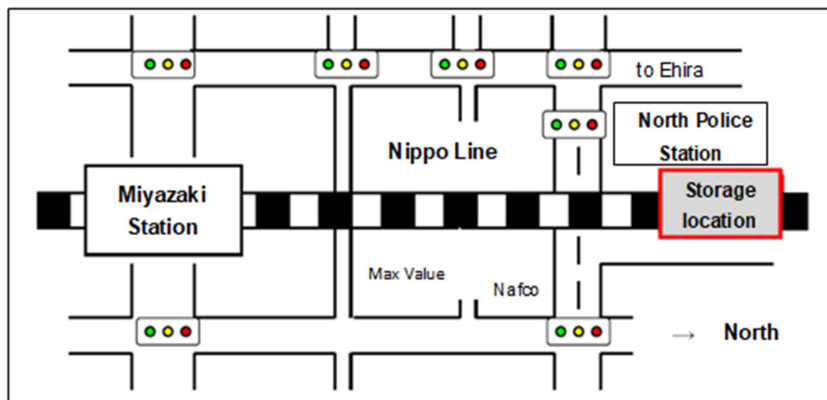 to Ehira
North Police
Station
Nippo Line
Miyazaki
Station
Storage
location
Max Value
Nafco
→ North